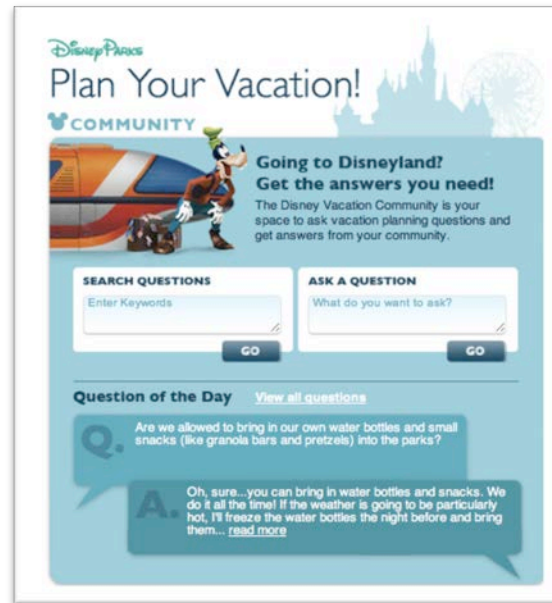 Disney Parks
Plan Your Vacation!
COMMUNITY
Going to Disneyland?
Get the answers you need!
The Disney Vacation Community is your
space to ask vacation planning questions and
get answers from your community.
SEARCH QUESTIONS
Enter Keywords
GO
ASK A QUESTION
What do you want to ask?
GO
Question of the Day View all questions
Q.
Are we allowed to bring in our own water bottles and small
snacks (like granola bars and pretzels) into the parks?
A.
Oh, sure...you can bring in water bottles and snacks. We
do it all the time! If the weather is going to be particularly
hot, I'll freeze the water bottles the night before and bring
them... read more